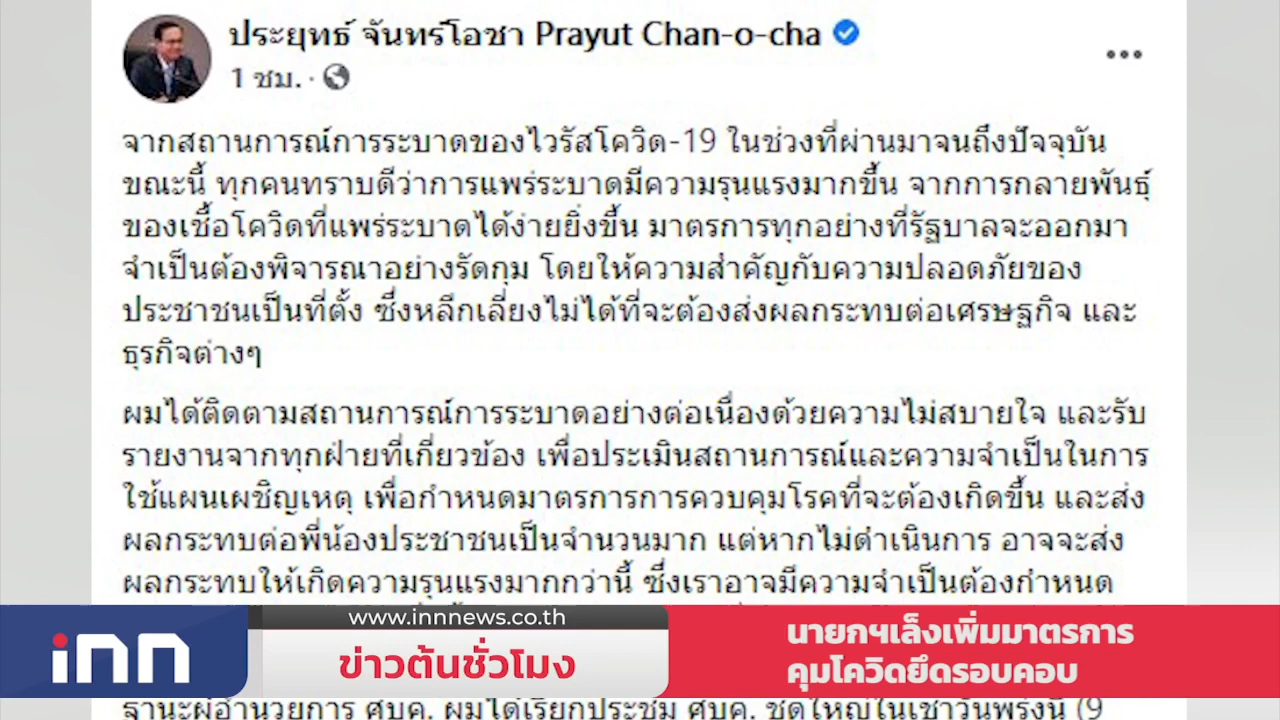 ประยุทธ์ จันทร์โอชา Prayut Chan-o-cha
1 ชม.
จากสถานการณ์การระบาดของไวรัสโควิด-19 ในช่วงที่ผ่านมาจนถึงปัจจุบัน
ขณะนี้ ทุกคนทราบดีว่าการแพร่ระบาดมีความรุนแรงมากขึ้น จากการกลายพันธุ์
ของเชื้อโควิดที่แพร่ระบาดได้ง่ายยิ่งขึ้น มาตรการทุกอย่างที่รัฐบาลจะออกมา
จำเป็นต้องพิจารณาอย่างรัดกุม โดยให้ความสำคัญกับความปลอดภัยของ
ประชาชนเป็นที่ตั้ง ซึ่งหลีกเลี่ยงไม่ได้ที่จะต้องส่งผลกระทบต่อเศรษฐกิจ และ
ธุรกิจต่างๆ
ผมได้ติดตามสถานการณ์การระบาดอย่างต่อเนื่องด้วยความไม่สบายใจ และรับ
รายงานจากทุกฝ่ายที่เกี่ยวข้อง เพื่อประเมินสถานการณ์และความจำเป็นในการ
ใช้แผนเผชิญเหตุ เพื่อกำหนดมาตรการการควบคุมโรคที่จะต้องเกิดขึ้น และส่ง
ผลกระทบต่อพี่น้องประชาชนเป็นจำนวนมาก แต่หากไม่ดำเนินการ อาจจะส่ง
ผลกระทบให้เกิดความรุนแรงมากกว่านี้ ซึ่งเราอาจมีความจำเป็นต้องกำหนด
inn
www.innnews.co.th
ข่าวต้นชั่วโมง
นายกฯเล็งเพิ่มมาตรการ
คุมโควิดยึดรอบคอบ
ฐานะผู้อำนวยการ ศบค. ผมได้เรียกประชุม ศบค. ชุดใหญ่ในเช้าวันพรุ่งนี้ (9